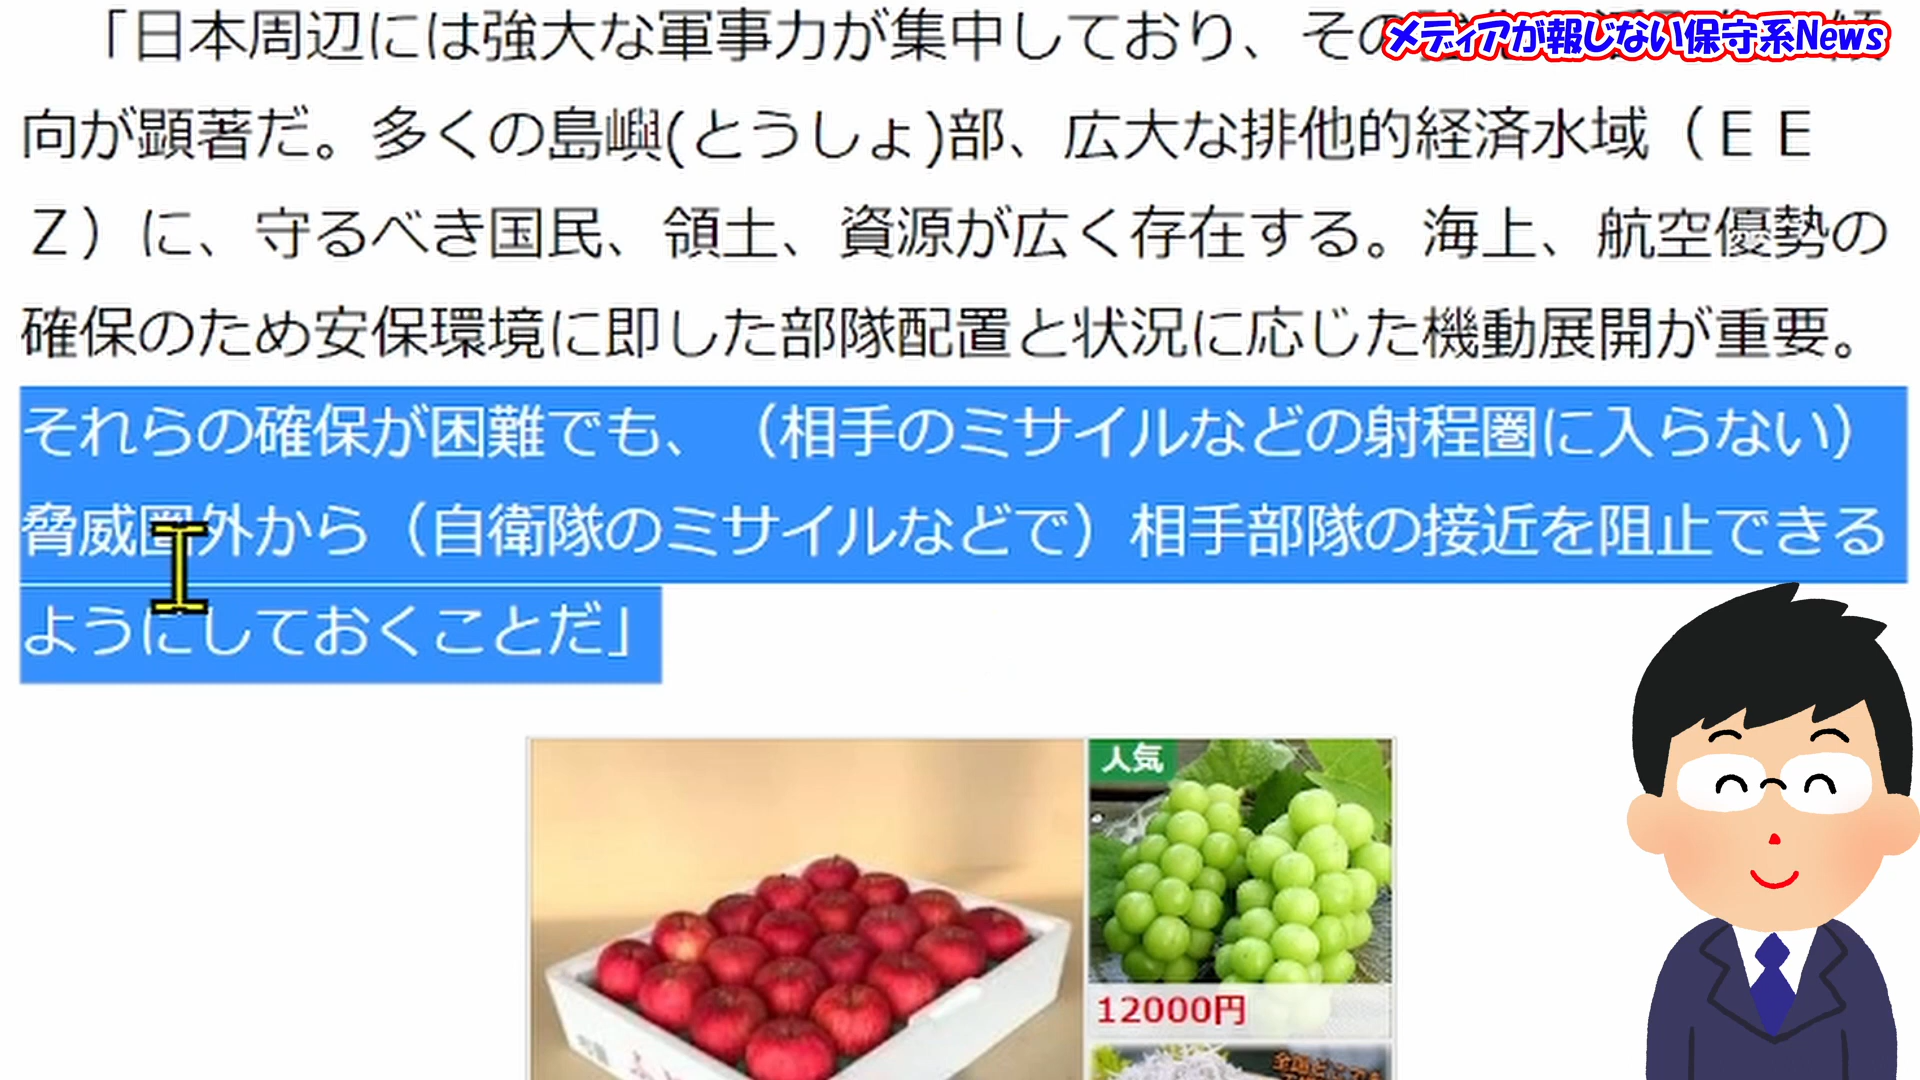 「日本周辺には強大な軍事力が集中しており、その
メディアが報じない保守系News
向が顕著だ。多くの島嶼(とうしょ)部、広大な排他的経済水域（ＥＥ
Ｚ）に、守るべき国民、領土、資源が広く存在する。海上、航空優勢の
確保のため安保環境に即した部隊配置と状況に応じた機動展開が重要。
それらの確保が困難でも、（相手のミサイルなどの射程圏に入らない）
脅威圏外から（自衛隊のミサイルなどで）相手部隊の接近を阻止できる
ようにしておくことだ」
人気
12000円